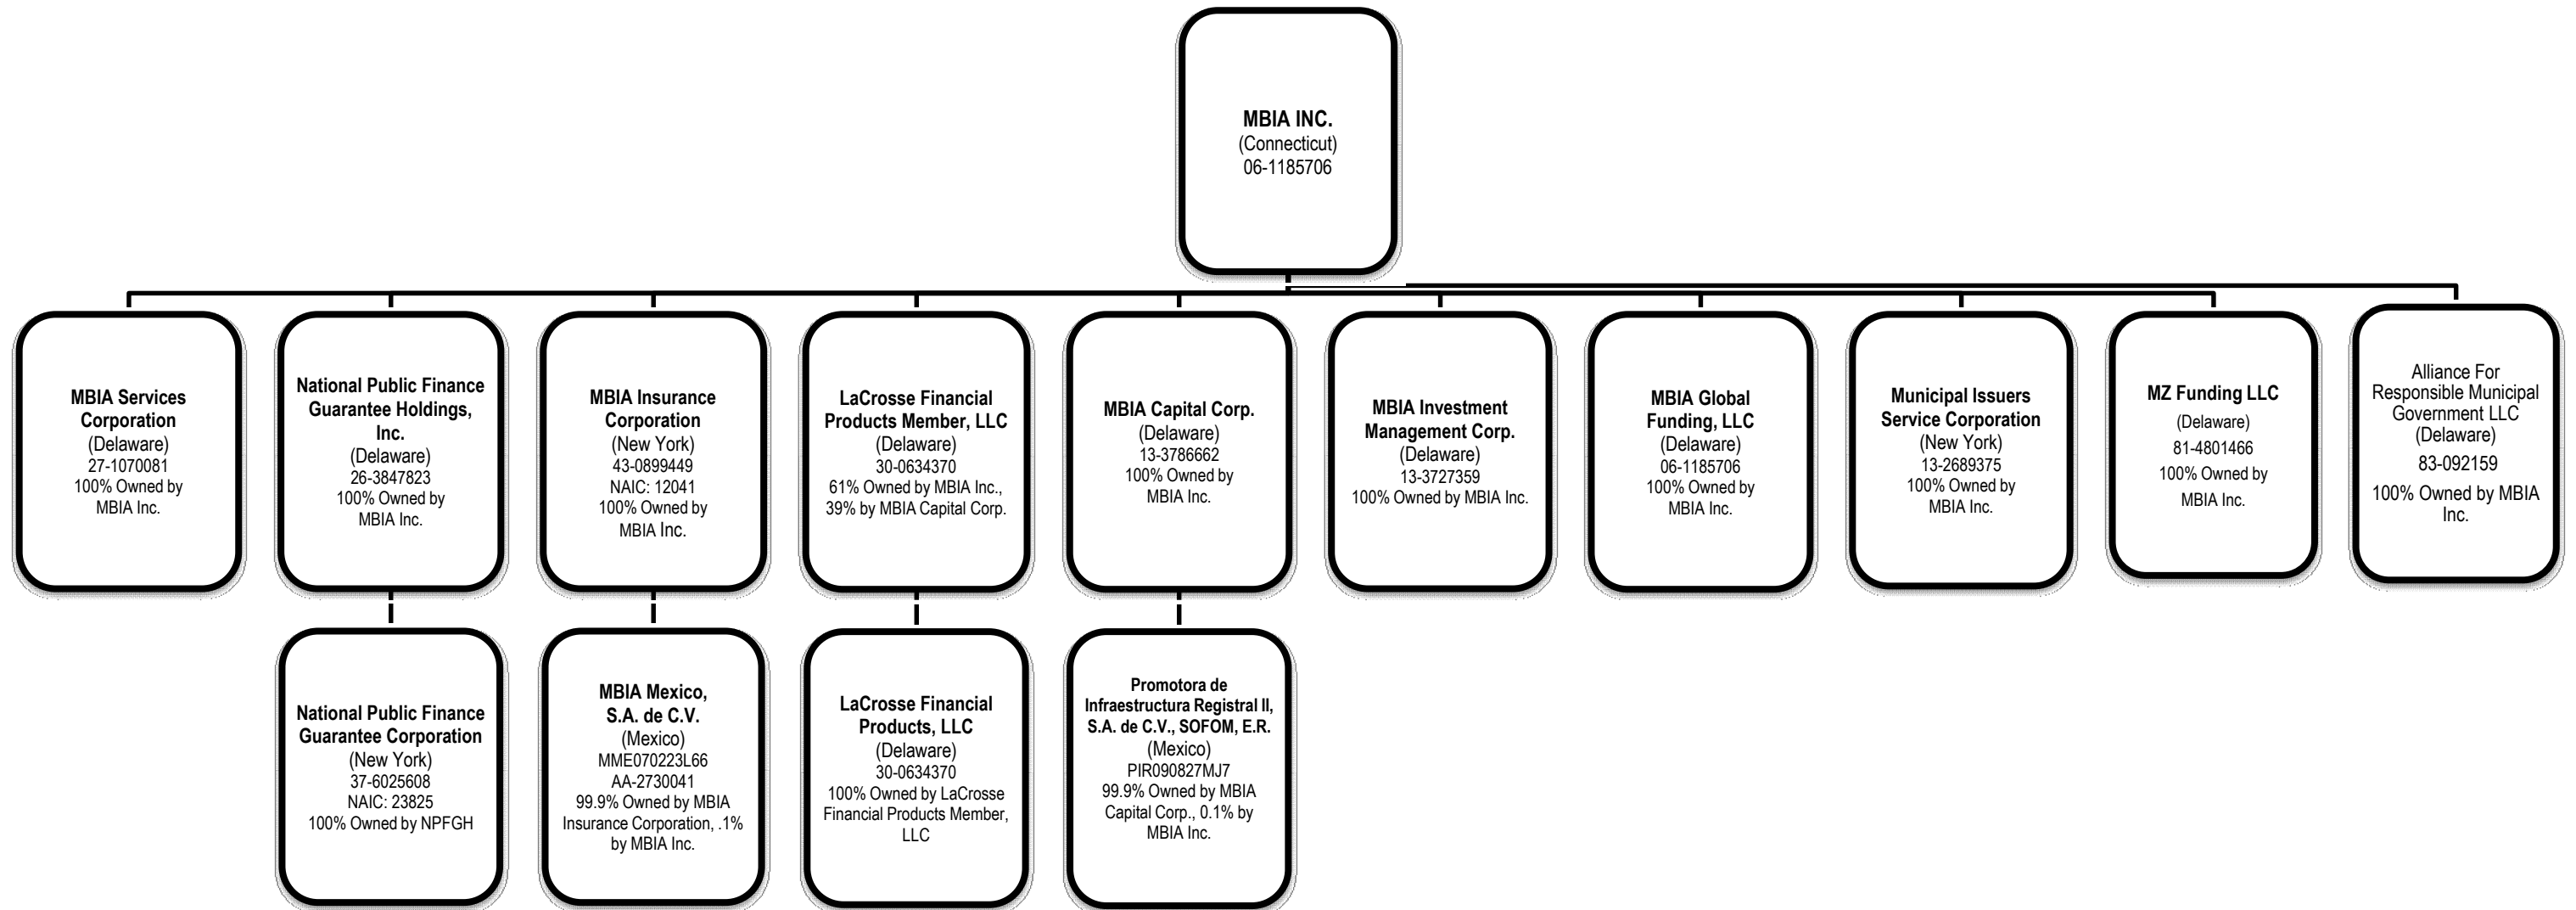 MBIA INC.
(Connecticut)
06-1185706
MBIA Services
Corporation
(Delaware)
27-1070081
100% Owned by
MBIA Inc.
National Public Finance
Guarantee Holdings,
Inc.
(Delaware)
26-3847823
100% Owned by
MBIA Inc.
MBIA Insurance
Corporation
(New York)
43-0899449
NAIC: 12041
100% Owned by
MBIA Inc.
LaCrosse Financial
Products Member, LLC
(Delaware)
30-0634370
61% Owned by MBIA Inc.,
39% by MBIA Capital Corp.
MBIA Capital Corp.
(Delaware)
13-3786662
100% Owned by
MBIA Inc.
MBIA Investment
Management Corp.
(Delaware)
13-3727359
100% Owned by MBIA Inc.
MBIA Global
Funding, LLC
(Delaware)
06-1185706
100% Owned by
MBIA Inc.
Municipal Issuers
Service Corporation
(New York)
13-2689375
100% Owned by
MBIA Inc.
MZ Funding LLC
(Delaware)
81-4801466
100% Owned by
MBIA Inc.
Alliance For
Responsible Municipal
Government LLC
(Delaware)
83-092159
100% Owned by MBIA
Inc.
National Public Finance
Guarantee Corporation
(New York)
37-6025608
NAIC: 23825
100% Owned by NPFGH
MBIA Mexico,
S.A. de C.V.
(Mexico)
MME070223L66
AA-2730041
99.9% Owned by MBIA
Insurance Corporation, .1%
by MBIA Inc.
LaCrosse Financial
Products, LLC
(Delaware)
30-0634370
100% Owned by LaCrosse
Financial Products Member,
LLC
Promotora de
Infraestructura Registral II,
S.A. de C.V., SOFOM, E.R.
(Mexico)
PIR090827MJ7
99.9% Owned by MBIA
Capital Corp., 0.1% by
MBIA Inc.